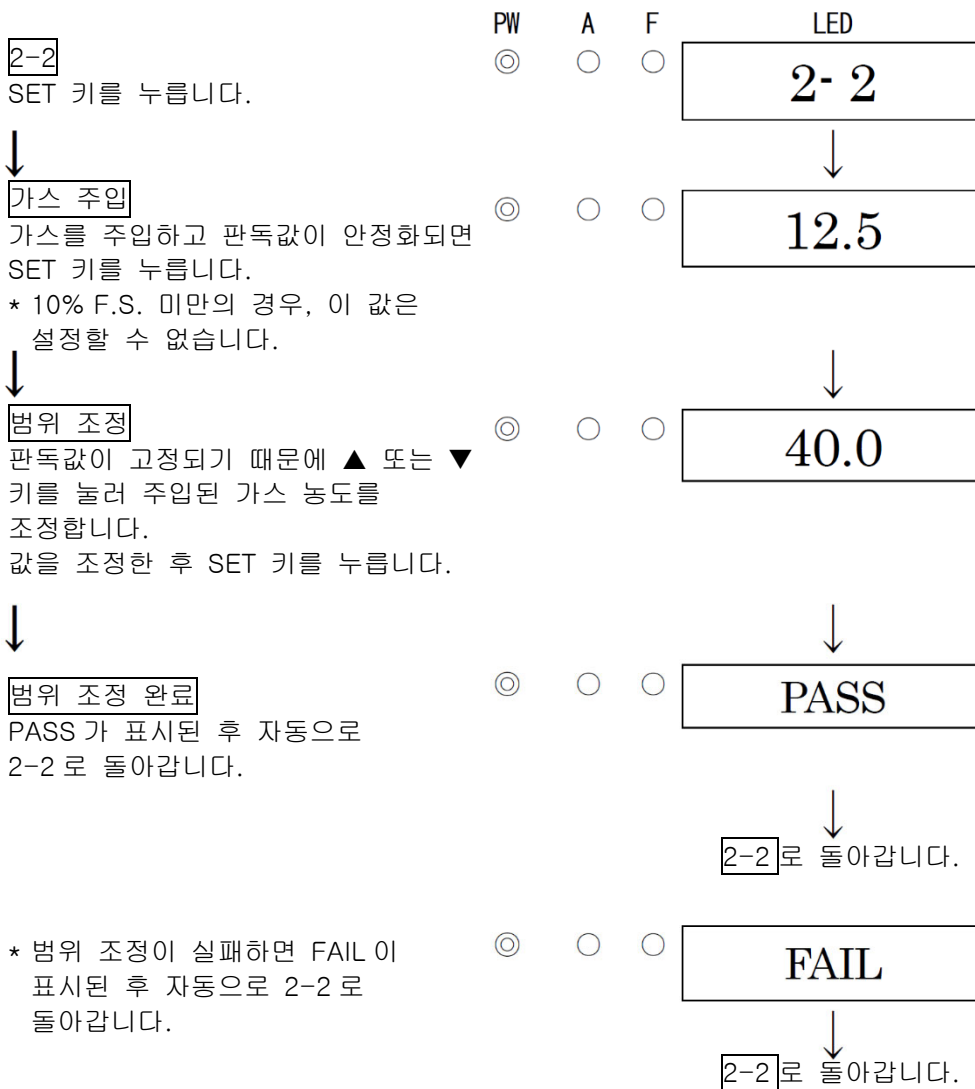 PW A F LED
2-2
SET 키를 누릅니다.
2- 2
가스 주입
가스를 주입하고 판독값이 안정화되면
SET 키를 누릅니다.
* 10% F.S. 미만의 경우, 이 값은
설정할 수 없습니다.
12.5
범위 조정
판독값이 고정되기 때문에 ▲ 또는 ▼
키를 눌러 주입된 가스 농도를
조정합니다.
값을 조정한 후 SET 키를 누릅니다.
40.0
범위 조정 완료
PASS 가 표시된 후 자동으로
2-2 로 돌아갑니다.
PASS
2-2 로 돌아갑니다.
* 범위 조정이 실패하면 FAIL 이
표시된 후 자동으로 2-2 로
돌아갑니다.
FAIL
2-2 로 돌아갑니다.